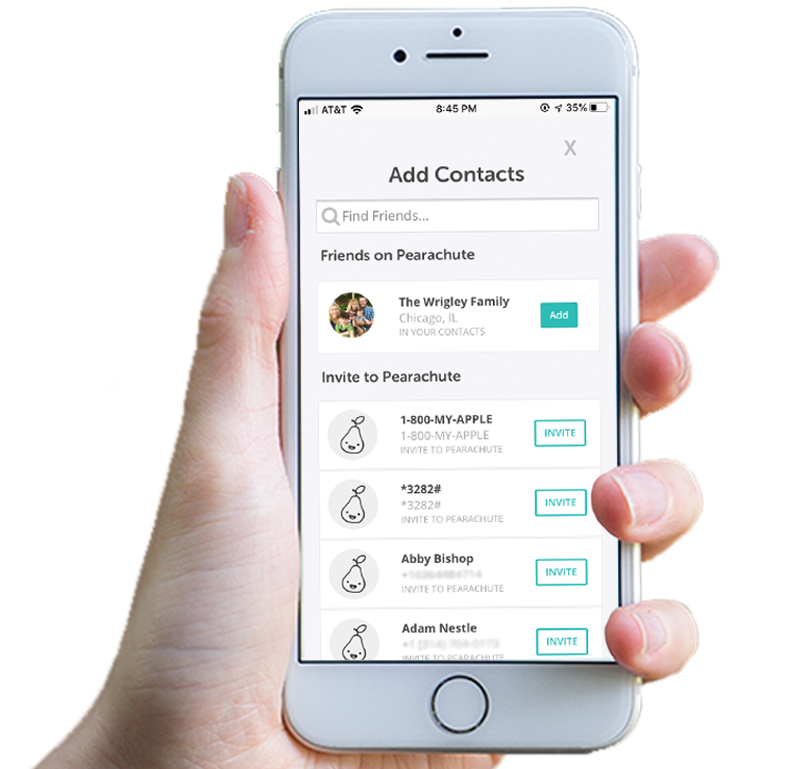 AT&T 8:45 PM 35%
X
Add Contacts
Find Friends...
Friends on Pearachute
The Wrigley Family
Chicago, IL
IN YOUR CONTACTS
Add
Invite to Pearachute
1-800-MY-APPLE
1-800-MY-APPLE
INVITE TO PEARACHUTE
INVITE
*3282#
*3282#
INVITE TO PEARACHUTE
INVITE
Abby Bishop
INVITE TO PEARACHUTE
INVITE
Adam Nestle
INVITE TO PEARACHUTE
INVITE